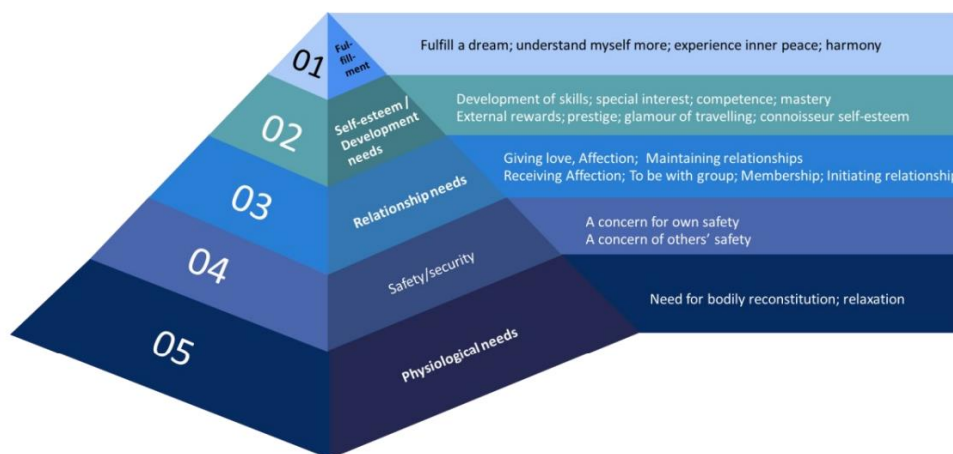 01
Ful-
fill-
ment
Fulfill a dream; understand myself more; experience inner peace; harmony
02
Self-esteem /
Development
needs
Development of skills; special interest; competence; mastery
External rewards; prestige; glamour of travelling; connoisseur self-esteem
03
Relationship needs
Giving love, Affection; Maintaining relationships
Receiving Affection; To be with group; Membership; Initiating relationship
04
Safety/security
A concern for own safety
A concern of others' safety
05
Physiological needs
Need for bodily reconstitution; relaxation